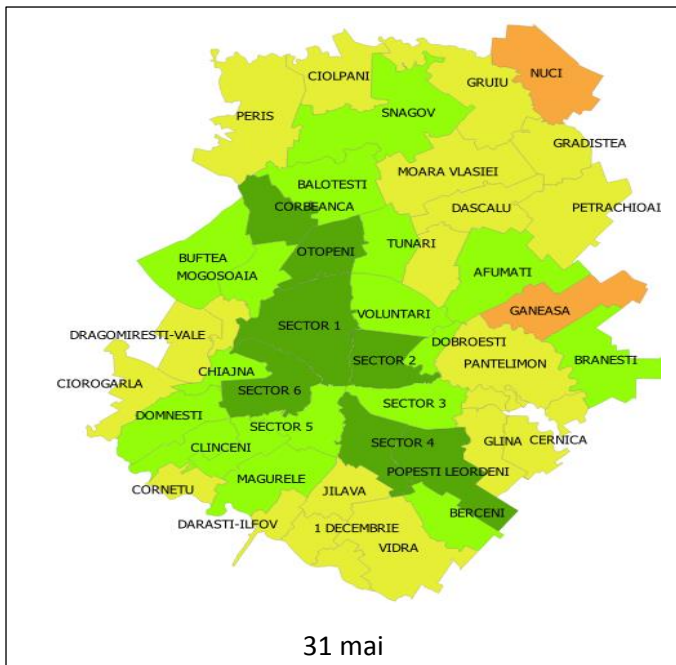 NUCI
CIOLPANI
GRUIU
PERIS
SNAGOV
GRADISTEA
MOARA VLASIEI
BALOTESTI
CORBEANCA
DASCALU
PETRACHIOAI
OTOPENI
TUNARI
BUFTEA
AFUMATI
MOGOSOAIA
GANEASA
VOLUNTARI
SECTOR 1
DRAGOMIRESTI-VALE
DOBROESTI
SECTOR 2
PANTELIMON
BRANESTI
CHIAJNA
CIOROGARLA
SECTOR 6
SECTOR 3
DOMNESTI
SECTOR 5
SECTOR 4
GLINA
CERNICA
CLINCENI
POPESTI LEORDENI
MAGURELE
CORNETU
JILAVA
BERCENI
DARASTI-ILFOV
1 DECEMBRIE
VIDRA
31 mai